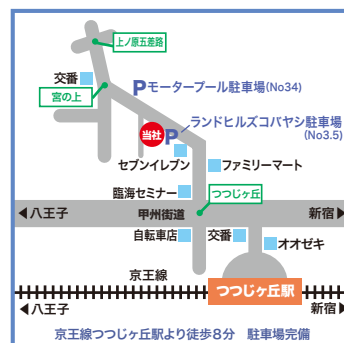 上ノ原五差路
交番
Pモータープール駐車場(No34)
宮の上
ランドヒルズコバヤシ駐車場
(No3.5)
当社
P
セブンイレブン
ファミリーマート
臨海セミナー
つつじヶ丘
◀八王子
甲州街道
新宿▶
自転車店
交番
オオゼキ
京王線
つつじヶ丘駅
◁八王子
新宿▷
京王線つつじヶ丘駅より徒歩8分 駐車場完備